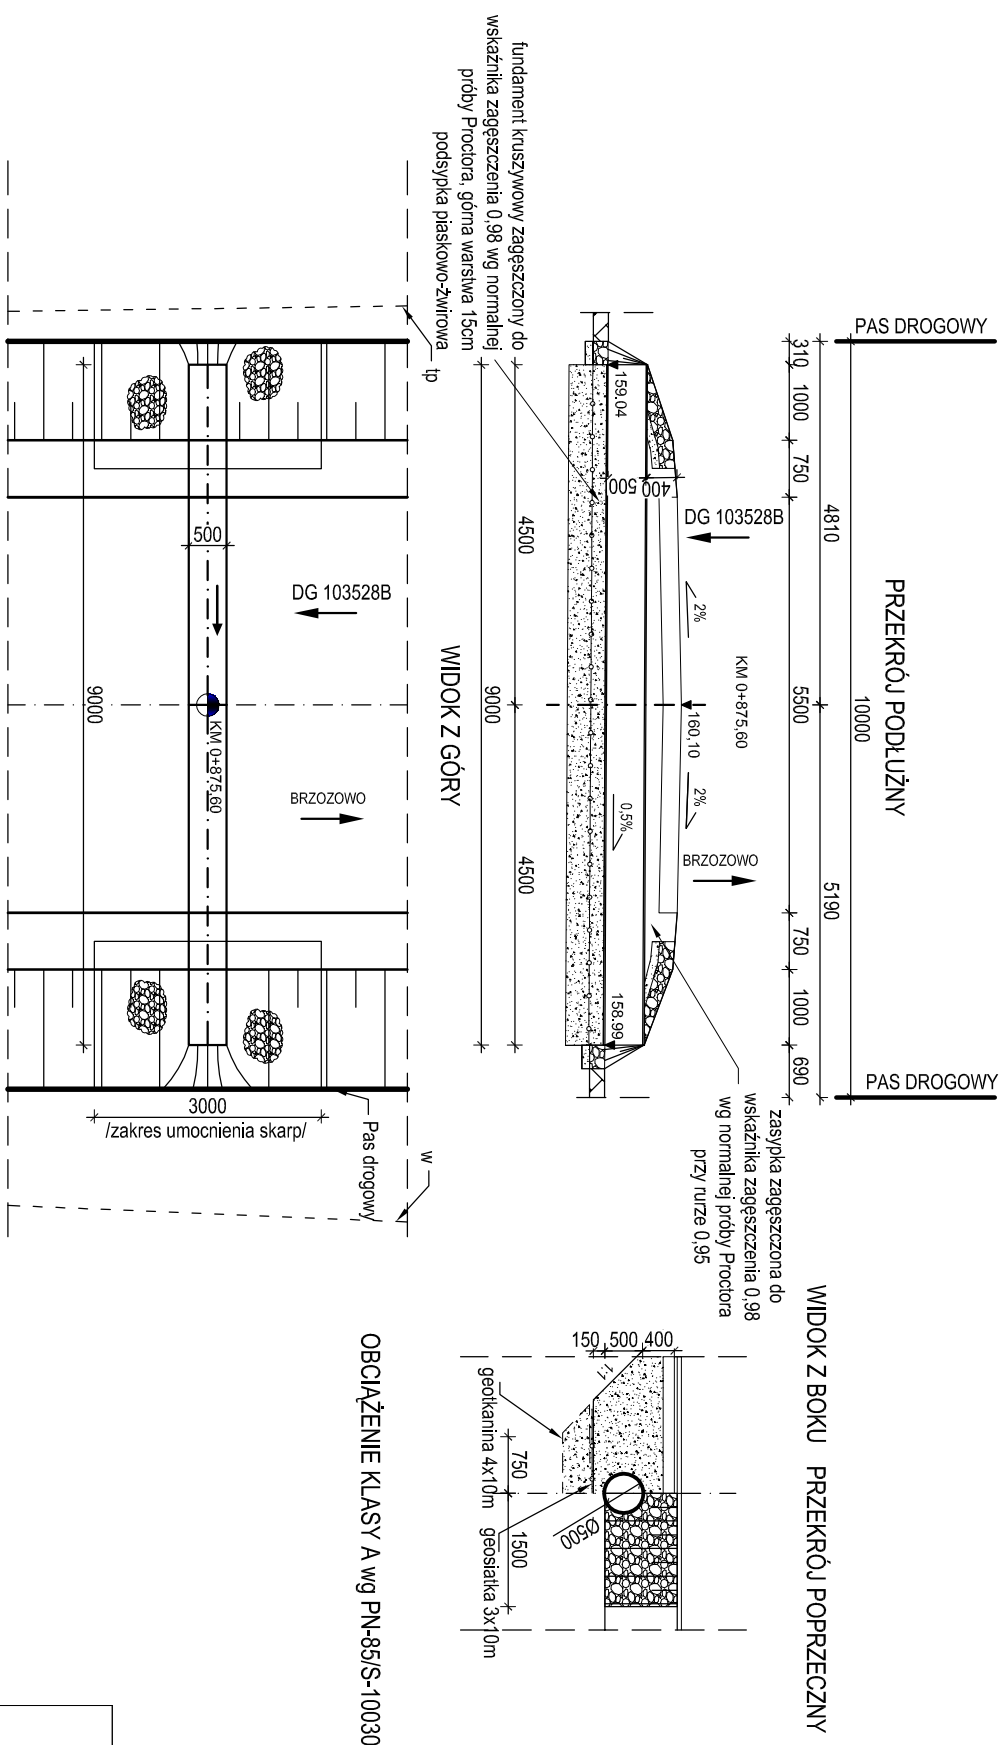 PRZEKRÓJ PODŁUŻNY
PAS DROGOWY
PAS DROGOWY
10000
4810
5190
310
1000
750
5500
750
1000
690
KM 0+875,60
160,10
DG 103528B
BRZOZOWO
2%
2%
0,5%
400
500
159.04
158.99
4500
4500
9000
fundament kruszywowy zagęszczony do
wskaźnika zagęszczenia 0,98 wg normalnej
próby Proctora, górna warstwa 15cm
podsypka piaskowo-żwirowa
zasypka zagęszczona do
wskaźnika zagęszczenia 0,98
wg normalnej próby Proctora
przy rurze 0,95
WIDOK Z GÓRY
tp
500
DG 103528B
KM 0+875,60
BRZOZOWO
9000
3000
/zakres umocnienia skarp/
Pas drogowy
w
WIDOK Z BOKU
PRZEKRÓJ POPRZECZNY
400
500
150
1:1
Ø500
750
1500
geotkanina 4x10m
geosiatka 3x10m
OBCIĄŻENIE KLASY A wg PN-85/S-10030